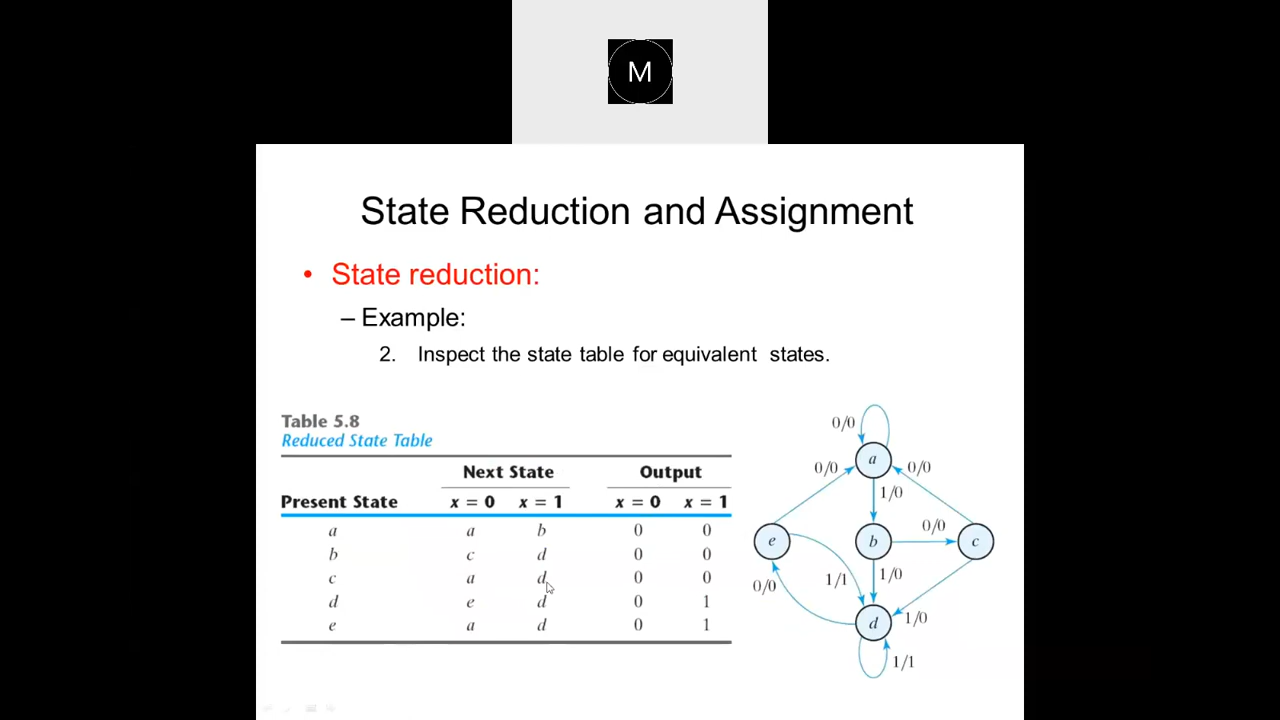 M
State Reduction and Assignment
• State reduction:
– Example:
2. Inspect the state table for equivalent states.
Table 5.8
Reduced State Table
Next State Output
Present State x = 0 x = 1 x = 0 x = 1
a a b 0 0
b c d 0 0
c a d 0 0
d e d 0 1
e a d 0 1
0/0
a
0/0 0/0
1/0
0/0
e b c
1/1 1/0
0/0
d 1/0
1/1